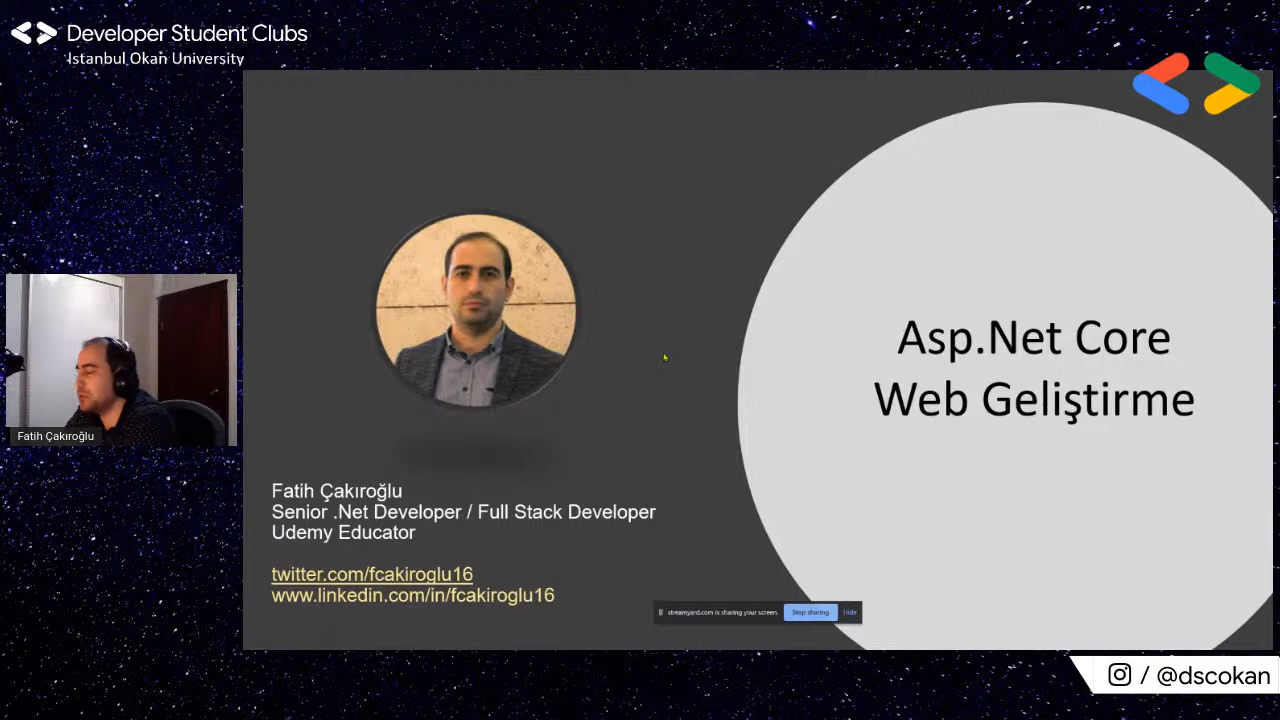 Developer Student Clubs
Istanbul Okan University
Asp.Net Core
Web Geliştirme
Fatih Çakıroğlu
Fatih Çakıroğlu
Senior .Net Developer / Full Stack Developer
Udemy Educator
twitter.com/fcakiroglu16
www.linkedin.com/in/fcakiroglu16
streamyard.com is sharing your screen. Stop sharing Hide
/ @dscokan